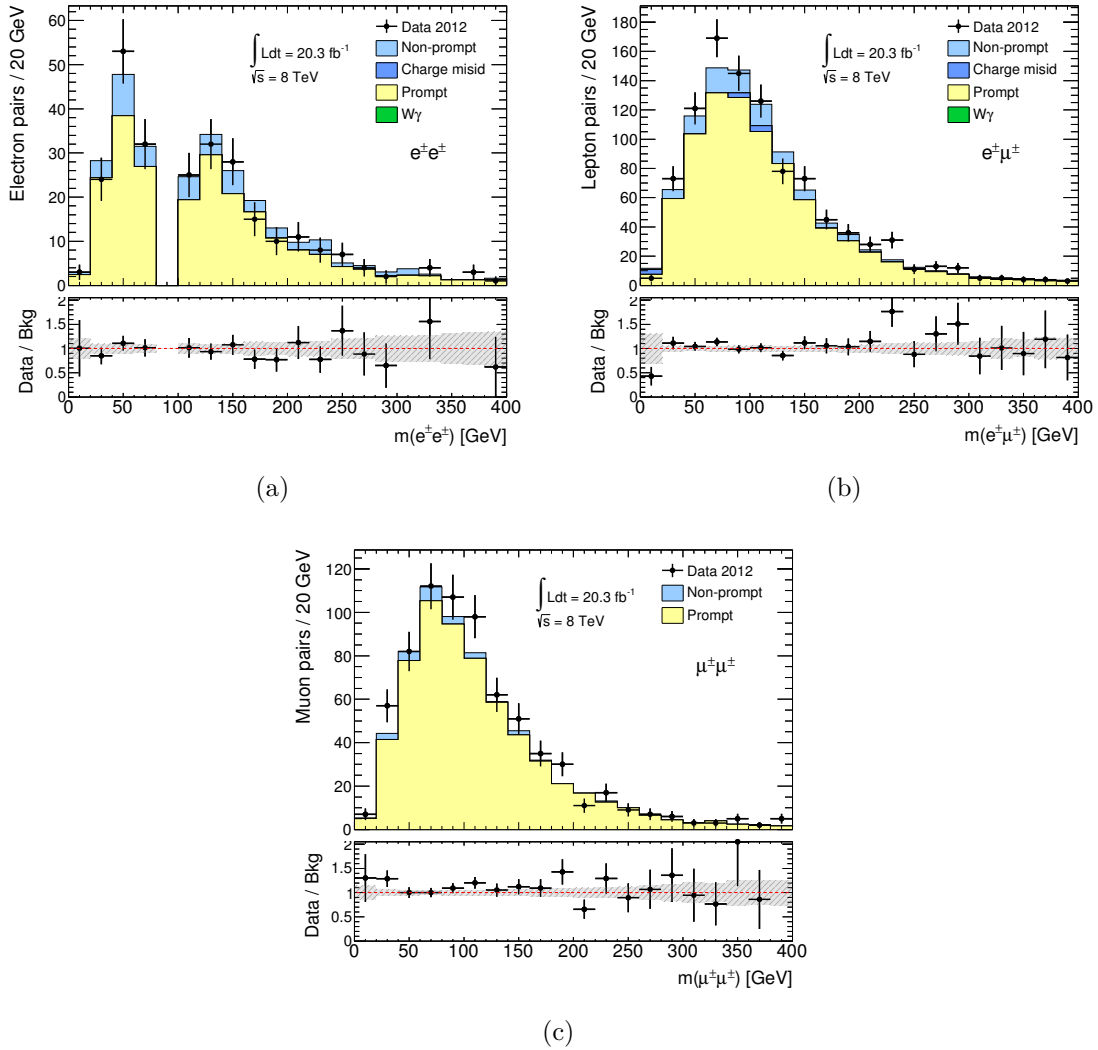 Electron pairs / 20 GeV
60
50
40
30
20
10
0
∫ Ldt = 20.3 fb⁻¹
√s = 8 TeV
Data 2012
Non-prompt
Charge misid
Prompt
Wγ
e±e±
Data / Bkg
2
1.5
1
0.5
0
0 50 100 150 200 250 300 350 400
m(e±e±) [GeV]
(a)
Lepton pairs / 20 GeV
180
160
140
120
100
80
60
40
20
0
∫ Ldt = 20.3 fb⁻¹
√s = 8 TeV
Data 2012
Non-prompt
Charge misid
Prompt
Wγ
e±μ±
Data / Bkg
2
1.5
1
0.5
0
0 50 100 150 200 250 300 350 400
m(e±μ±) [GeV]
(b)
Muon pairs / 20 GeV
120
100
80
60
40
20
0
∫ Ldt = 20.3 fb⁻¹
√s = 8 TeV
Data 2012
Non-prompt
Prompt
μ±μ±
Data / Bkg
2
1.5
1
0.5
0
0 50 100 150 200 250 300 350 400
m(μ±μ±) [GeV]
(c)